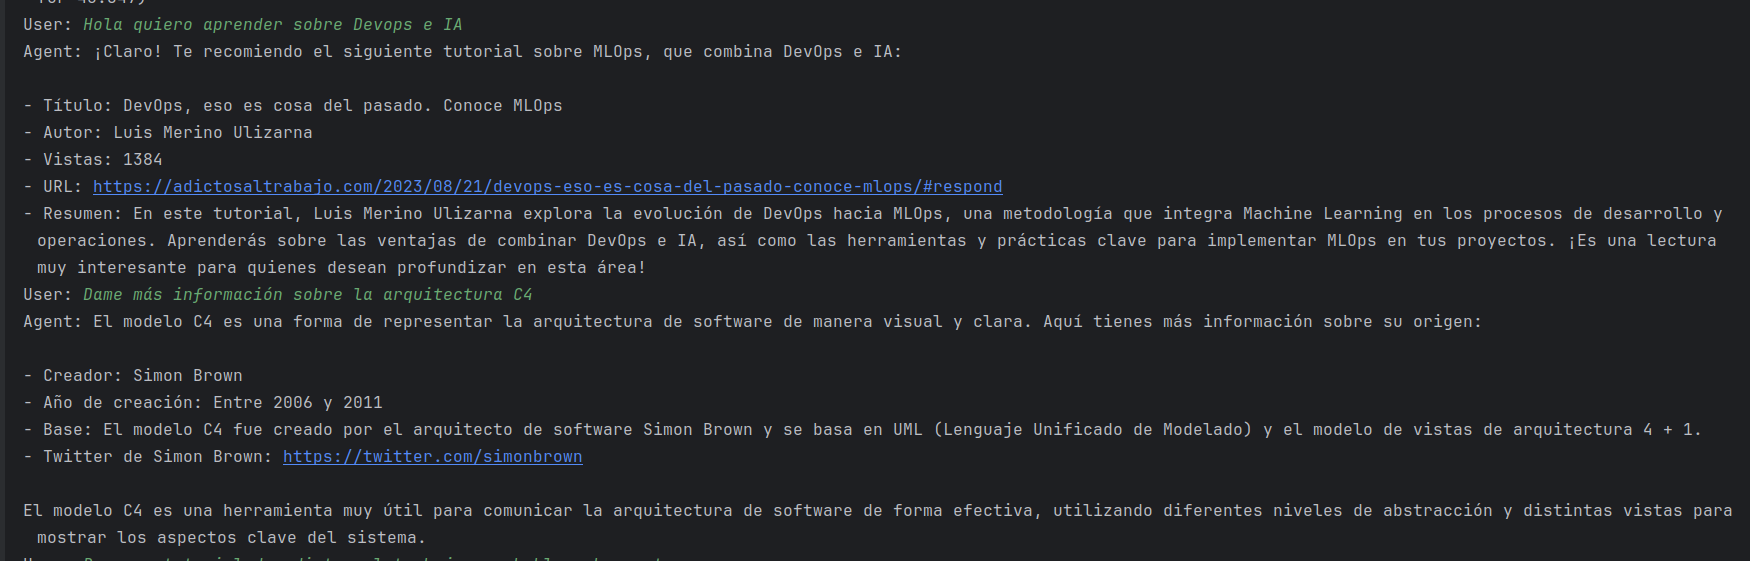 User: Hola quiero aprender sobre Devops e IA
Agent: ¡Claro! Te recomiendo el siguiente tutorial sobre MLOps, que combina DevOps e IA:
- Título: DevOps, eso es cosa del pasado. Conoce MLOps
- Autor: Luis Merino Ulizarna
- Vistas: 1384
- URL: https://adictosaltrabajo.com/2023/08/21/devops-eso-es-cosa-del-pasado-conoce-mlops/#respond
- Resumen: En este tutorial, Luis Merino Ulizarna explora la evolución de DevOps hacia MLOps, una metodología que integra Machine Learning en los procesos de desarrollo y
operaciones. Aprenderás sobre las ventajas de combinar DevOps e IA, así como las herramientas y prácticas clave para implementar MLOps en tus proyectos. ¡Es una lectura
muy interesante para quienes desean profundizar en esta área!
User: Dame más información sobre la arquitectura C4
Agent: El modelo C4 es una forma de representar la arquitectura de software de manera visual y clara. Aquí tienes más información sobre su origen:
- Creador: Simon Brown
- Año de creación: Entre 2006 y 2011
- Base: El modelo C4 fue creado por el arquitecto de software Simon Brown y se basa en UML (Lenguaje Unificado de Modelado) y el modelo de vistas de arquitectura 4 + 1.
- Twitter de Simon Brown: https://twitter.com/simonbrown
El modelo C4 es una herramienta muy útil para comunicar la arquitectura de software de forma efectiva, utilizando diferentes niveles de abstracción y distintas vistas para
mostrar los aspectos clave del sistema.